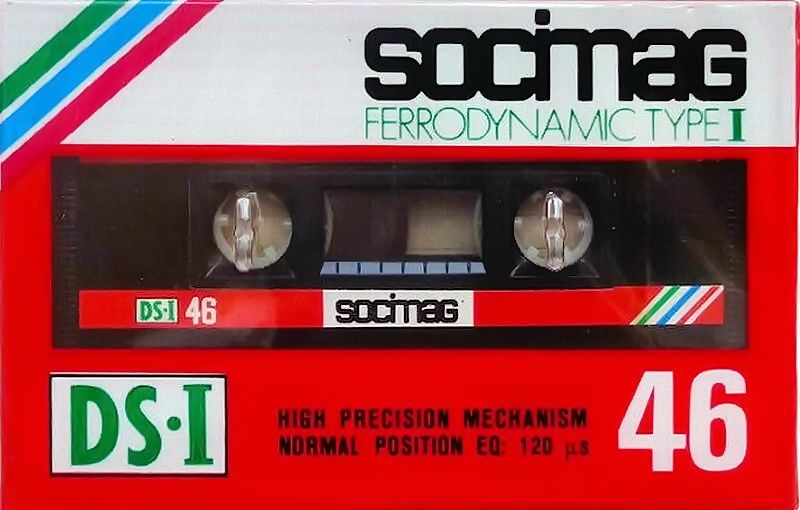 socimag
FERRODYNAMIC TYPE I
DS·I 46 socimag
DS·I
HIGH PRECISION MECHANISM
NORMAL POSITION EQ: 120 μs
46